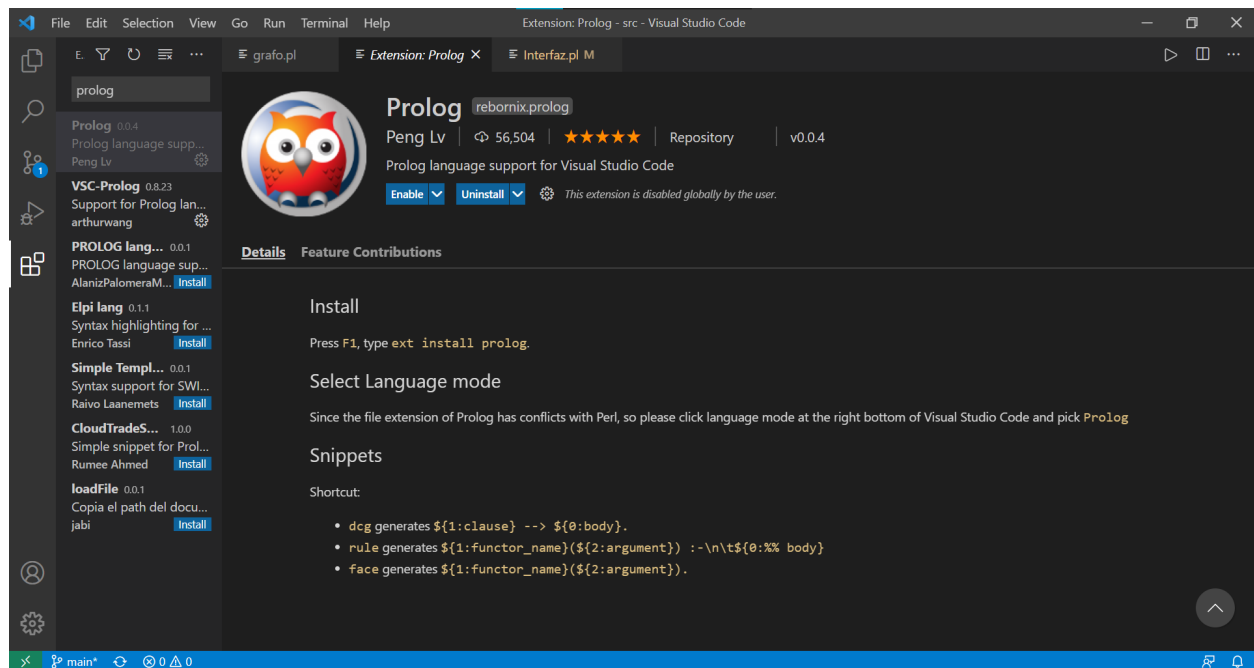 File Edit Selection View Go Run Terminal Help
Extension: Prolog - src - Visual Studio Code
E.
grafo.pl
Extension: Prolog
Interfaz.pl M
prolog
Prolog 0.0.4
Prolog language supp...
Peng Lv
VSC-Prolog 0.8.23
Support for Prolog lan...
arthurwang
PROLOG lang... 0.0.1
PROLOG language sup...
AlanizPalomeraM... Install
Elpi lang 0.1.1
Syntax highlighting for ...
Enrico Tassi Install
Simple Templ... 0.0.1
Syntax support for SWI...
Raivo Laanemets Install
CloudTradeS... 1.0.0
Simple snippet for Prol...
Rumee Ahmed Install
loadFile 0.0.1
Copia el path del docu...
jabi Install
1
Prolog rebornix.prolog
Peng Lv 56,504 ★★★★★ Repository v0.0.4
Prolog language support for Visual Studio Code
Enable Uninstall This extension is disabled globally by the user.
Details Feature Contributions
Install
Press F1, type ext install prolog.
Select Language mode
Since the file extension of Prolog has conflicts with Perl, so please click language mode at the right bottom of Visual Studio Code and pick Prolog
Snippets
Shortcut:
• dcg generates ${1:clause} --> ${0:body}.
• rule generates ${1:functor_name}(${2:argument}) :-\n\t${0:%% body}
• face generates ${1:functor_name}(${2:argument}).
main* 0 0